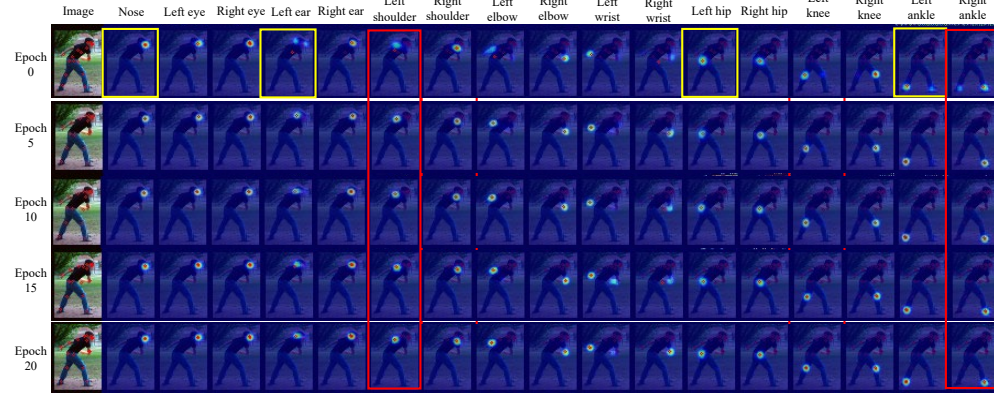 Image Nose Left eye Right eye Left ear Right ear Left shoulder Right shoulder Left elbow Right elbow Left wrist Right wrist Left hip Right hip Left knee Right knee Left ankle Right ankle
Epoch
0
Epoch
5
Epoch
10
Epoch
15
Epoch
20